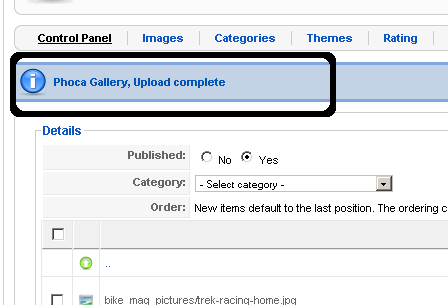 Control Panel Images Categories Themes Rating
Phoca Gallery, Upload complete
Details
Published: No Yes
Category: - Select category -
Order: New items default to the last position. The ordering c
..
bike_mag_pictures/trek-racing-home.jpg